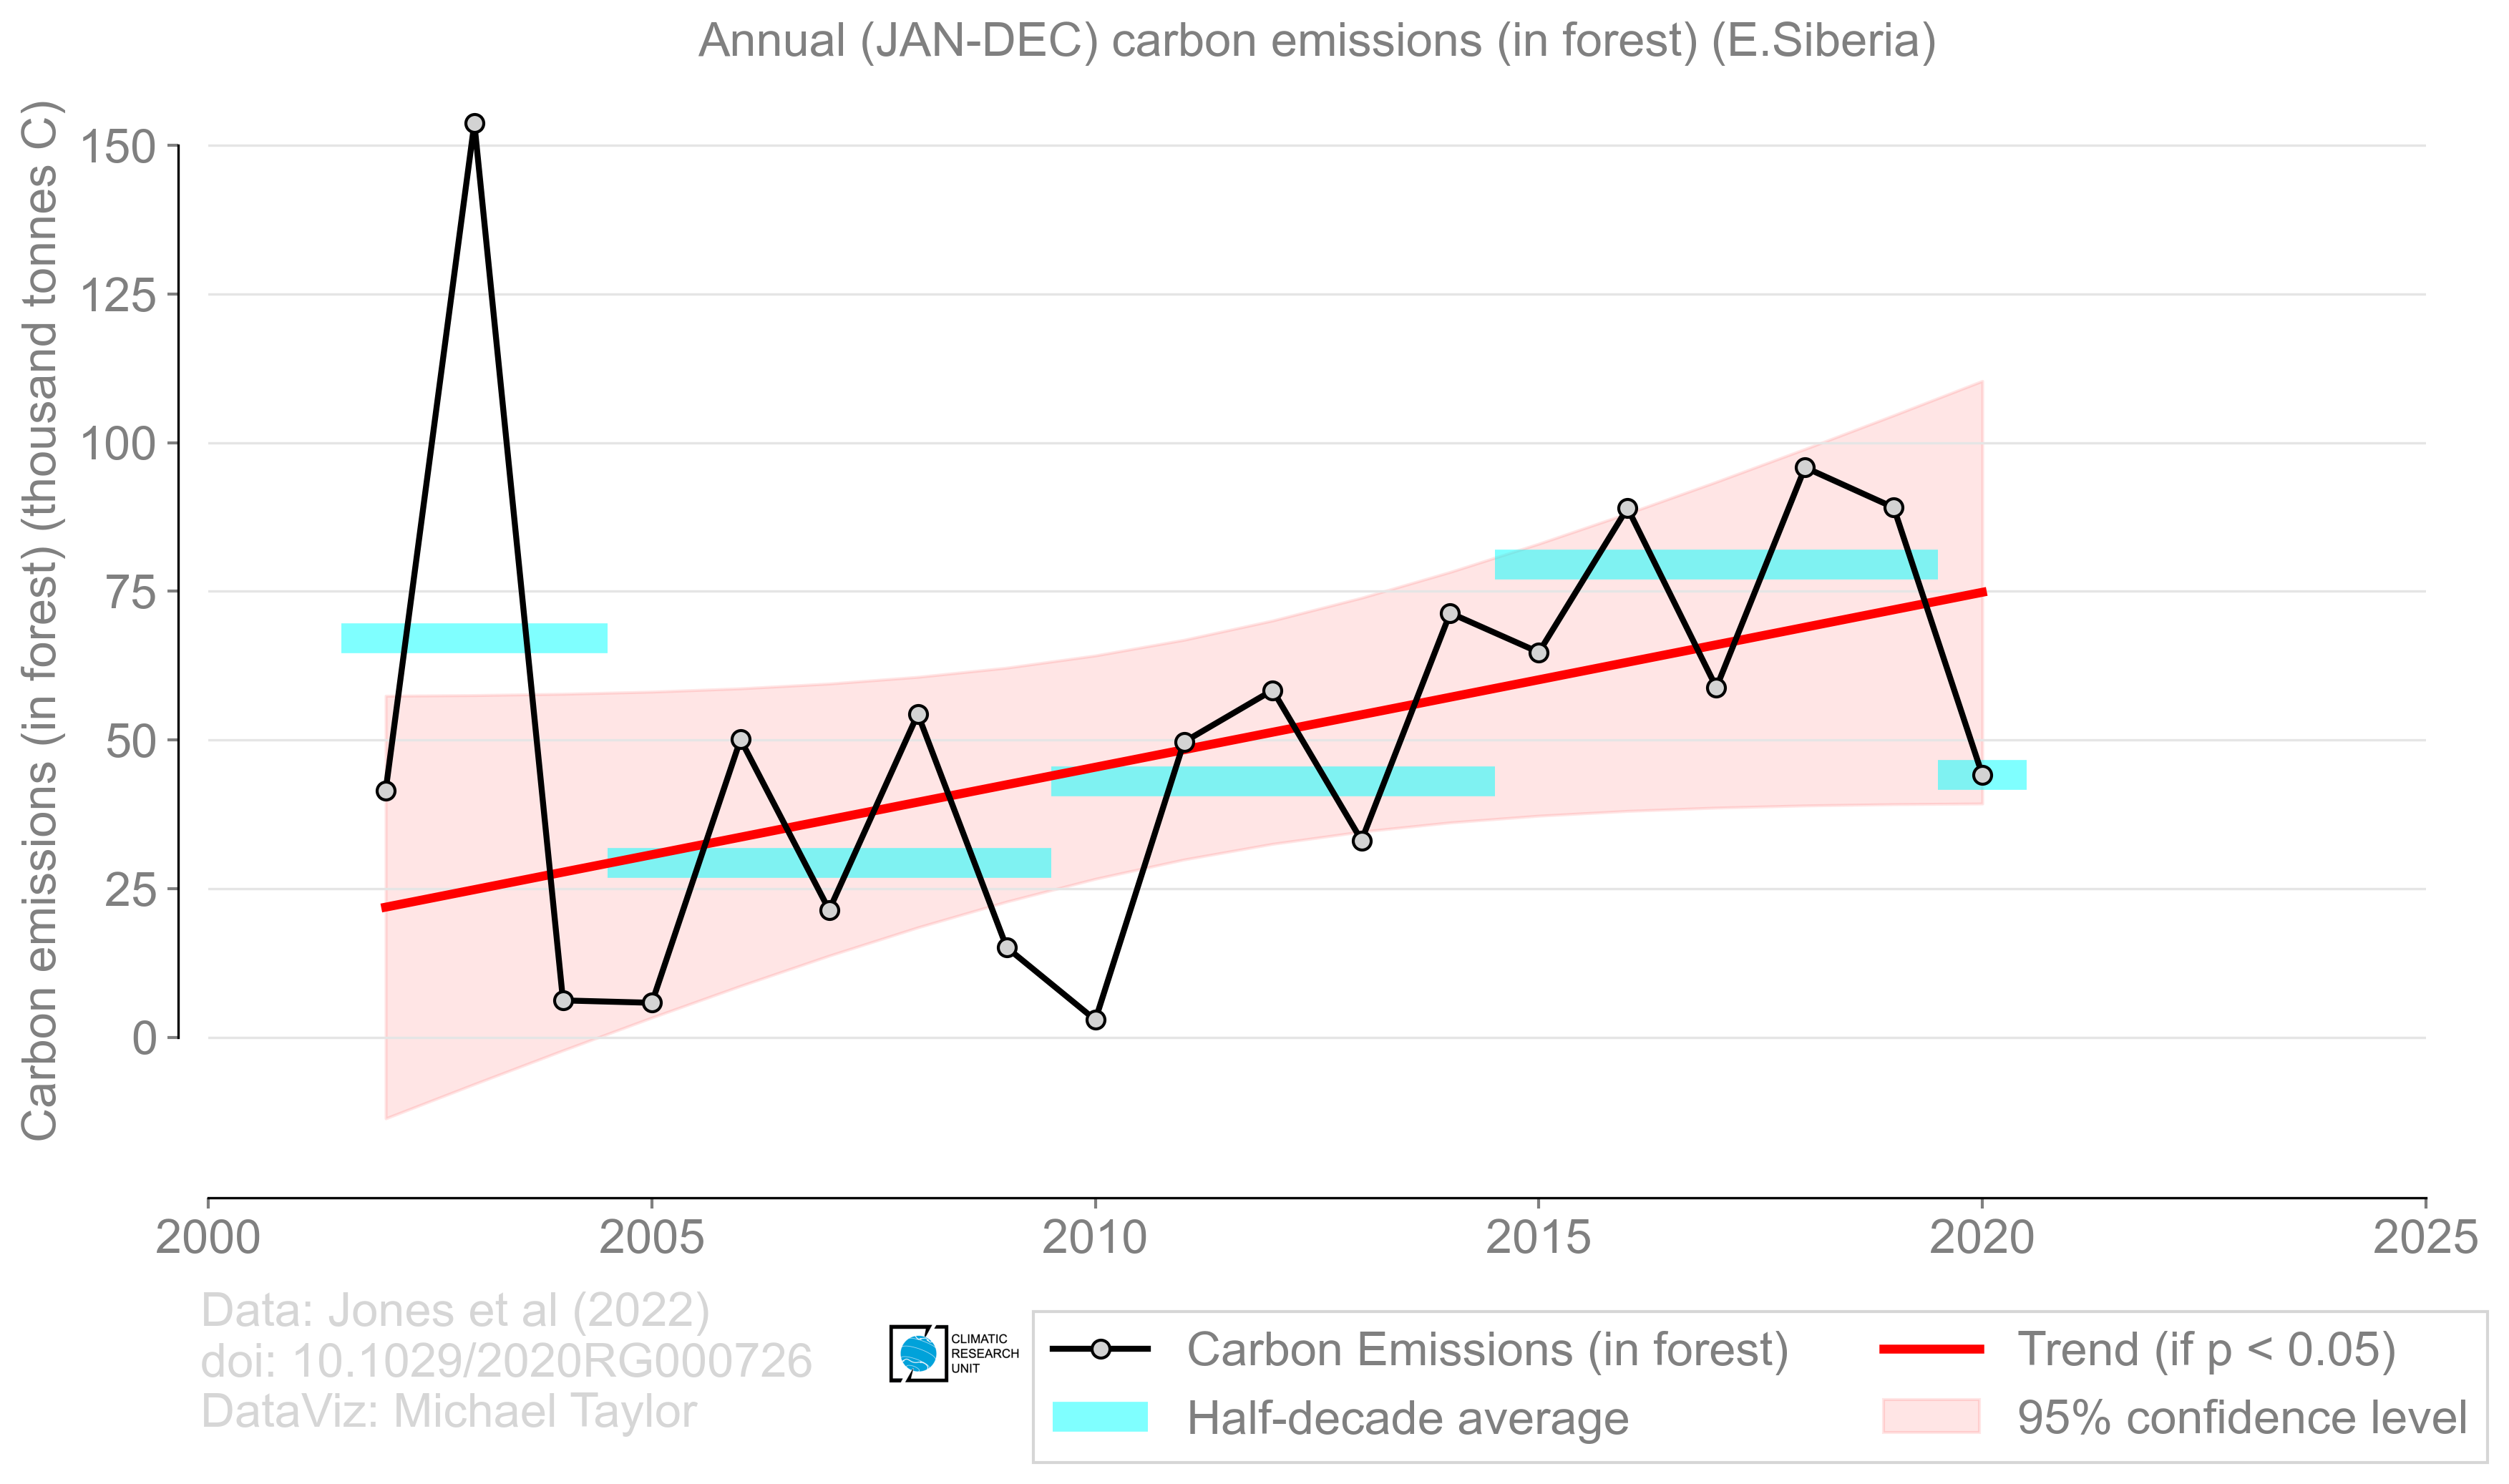 Annual (JAN-DEC) carbon emissions (in forest) (E.Siberia)
Carbon emissions (in forest) (thousand tonnes C)
150
125
100
75
50
25
0
2000 2005 2010 2015 2020 2025
Data: Jones et al (2022)
doi: 10.1029/2020RG000726
DataViz: Michael Taylor
CLIMATIC
RESEARCH
UNIT
Carbon Emissions (in forest)
Half-decade average
Trend (if p < 0.05)
95% confidence level